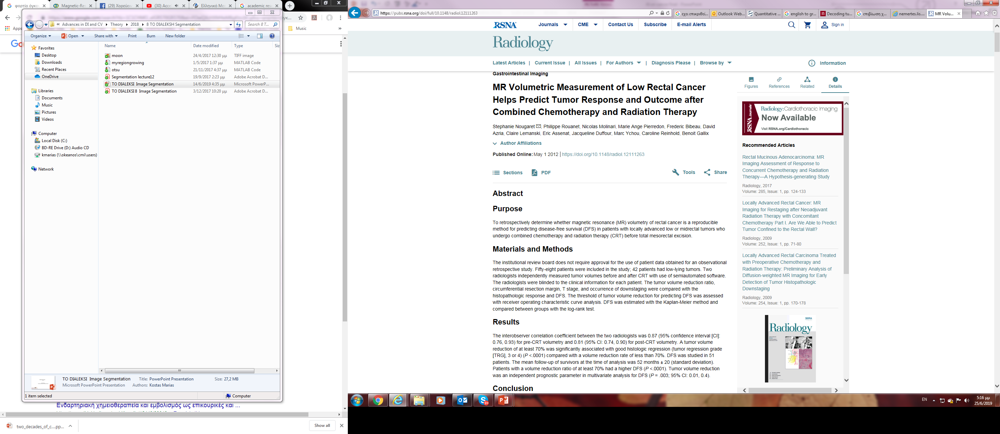 φορτίο όγκο
Magnetic-Re
(29) Χορεύει
(30) Acce
Ελληνικό Με
academic res
Apps
Music
Advances in DI and CV
Theory
2018
8 TO DIALEKSH Segmentation
Search 8 T...
Organize
Open
Share with
Print
Burn
New folder
Favorites
Desktop
Downloads
Recent Places
OneDrive
Libraries
Documents
Music
Pictures
Videos
Computer
Local Disk (C:)
BD-RE Drive (D:) Audio CD
kmarias (\\okeanos\cmi\users)
Network
Name Date modified Type Siz
moon 24/4/2017 12:30 μμ TIFF image
myregiongrowing 1/5/2017 1:37 μμ MATLAB Code
otsu 21/11/2017 4:37 μμ MATLAB Code
Segmentation lecture12 19/9/2017 2:23 μμ Adobe Acrobat D...
TO DIALEKSI Image Segmentation 14/6/2019 4:35 μμ Microsoft PowerP...
TO DIALEKSI 8 Image Segmentation 3/12/2017 10:20 μμ Adobe Acrobat D...
TO DIALEKSI Image Segmentation Title: PowerPoint Presentation Size: 27,2 MB
Microsoft PowerPoint Presentation Authors: Kostas Marias
1 item selected
Computer
Ενδαρτηριακή χημειοθεραπεία και εμβολισμός ως επικουρικές και ...
two_decades_of_c....pp...
Show all
https://pubs.rsna.org/doi/full/10.1148/radiol.12111263
εχει επικριθεί...
Outlook Web...
Quantitative ...
english to gr...
Decoding tu...
επιβίωση χ...
nemertes.lis....
MR Volu...
RSNA
Journals
CME
Contact Us
Subscribe
E-mail Alerts
Sign in
Radiology
Latest Articles | Current Issue | All Issues | For Authors | Diagnosis Please | Browse by
Information
Gastrointestinal Imaging
MR Volumetric Measurement of Low Rectal Cancer
Helps Predict Tumor Response and Outcome after
Combined Chemotherapy and Radiation Therapy
Stephanie Nougaret, Philippe Rouanet, Nicolas Molinari, Marie Ange Pierredon, Frederic Bibeau, David
Azria, Claire Lemanski, Eric Assenat, Jacqueline Duffour, Marc Ychou, Caroline Reinhold, Benoit Gallix
Author Affiliations
Published Online: May 1 2012 | https://doi.org/10.1148/radiol.12111263
Sections
PDF
Tools
Share
Abstract
Purpose
To retrospectively determine whether magnetic resonance (MR) volumetry of rectal cancer is a reproducible
method for predicting disease-free survival (DFS) in patients with locally advanced low or midrectal tumors who
undergo combined chemotherapy and radiation therapy (CRT) before total mesorectal excision.
Materials and Methods
The institutional review board does not require approval for the use of patient data obtained for an observational
retrospective study. Fifty-eight patients were included in the study; 42 patients had low-lying tumors. Two
radiologists independently measured tumor volumes before and after CRT with use of semiautomated software.
The radiologists were blinded to the clinical information for each patient. The tumor volume reduction ratio,
circumferential resection margin, T stage, and occurrence of downstaging were compared with the
histopathologic response and DFS. The threshold of tumor volume reduction for predicting DFS was assessed
with receiver operating characteristic curve analysis. DFS was estimated with the Kaplan-Meier method and
compared between groups with the log-rank test.
Results
The interobserver correlation coefficient between the two radiologists was 0.87 (95% confidence interval [CI]:
0.76, 0.93) for pre-CRT volumetry and 0.81 (95% CI: 0.74, 0.90) for post-CRT volumetry. A tumor volume
reduction of at least 70% was significantly associated with good histologic regression (tumor regression grade
[TRG], 3 or 4) (P <.0001) compared with a volume reduction rate of less than 70%. DFS was studied in 51
patients. The mean follow-up of survivors at the time of analysis was 52 months ± 20 (standard deviation).
Patients with a volume reduction ratio of at least 70% had a higher DFS (P <.0001). Tumor volume reduction
was an independent prognostic parameter in multivariate analysis for DFS (P = .003; 95% CI: 0.01, 0.4).
Conclusion
Figures
References
Related
Details
RSNA Journals
Radiology: Cardiothoracic Imaging
Now Available
Visit RSNA.org/Cardiothoracic
Recommended Articles
Rectal Mucinous Adenocarcinoma: MR
Imaging Assessment of Response to
Concurrent Chemotherapy and Radiation
Therapy—A Hypothesis-generating Study
Radiology, 2017
Volume: 285, Issue: 1, pp. 124-133
Locally Advanced Rectal Cancer: MR
Imaging for Restaging after Neoadjuvant
Radiation Therapy with Concomitant
Chemotherapy Part I. Are We Able to Predict
Tumor Confined to the Rectal Wall?
Radiology, 2009
Volume: 252, Issue: 1, pp. 71-80
Locally Advanced Rectal Carcinoma Treated
with Preoperative Chemotherapy and
Radiation Therapy: Preliminary Analysis of
Diffusion-weighted MR Imaging for Early
Detection of Tumor Histopathologic
Downstaging
Radiology, 2009
Volume: 254, Issue: 1, pp. 170-178
RSNA
Radiology
EN
5:16 μμ
25/6/2019